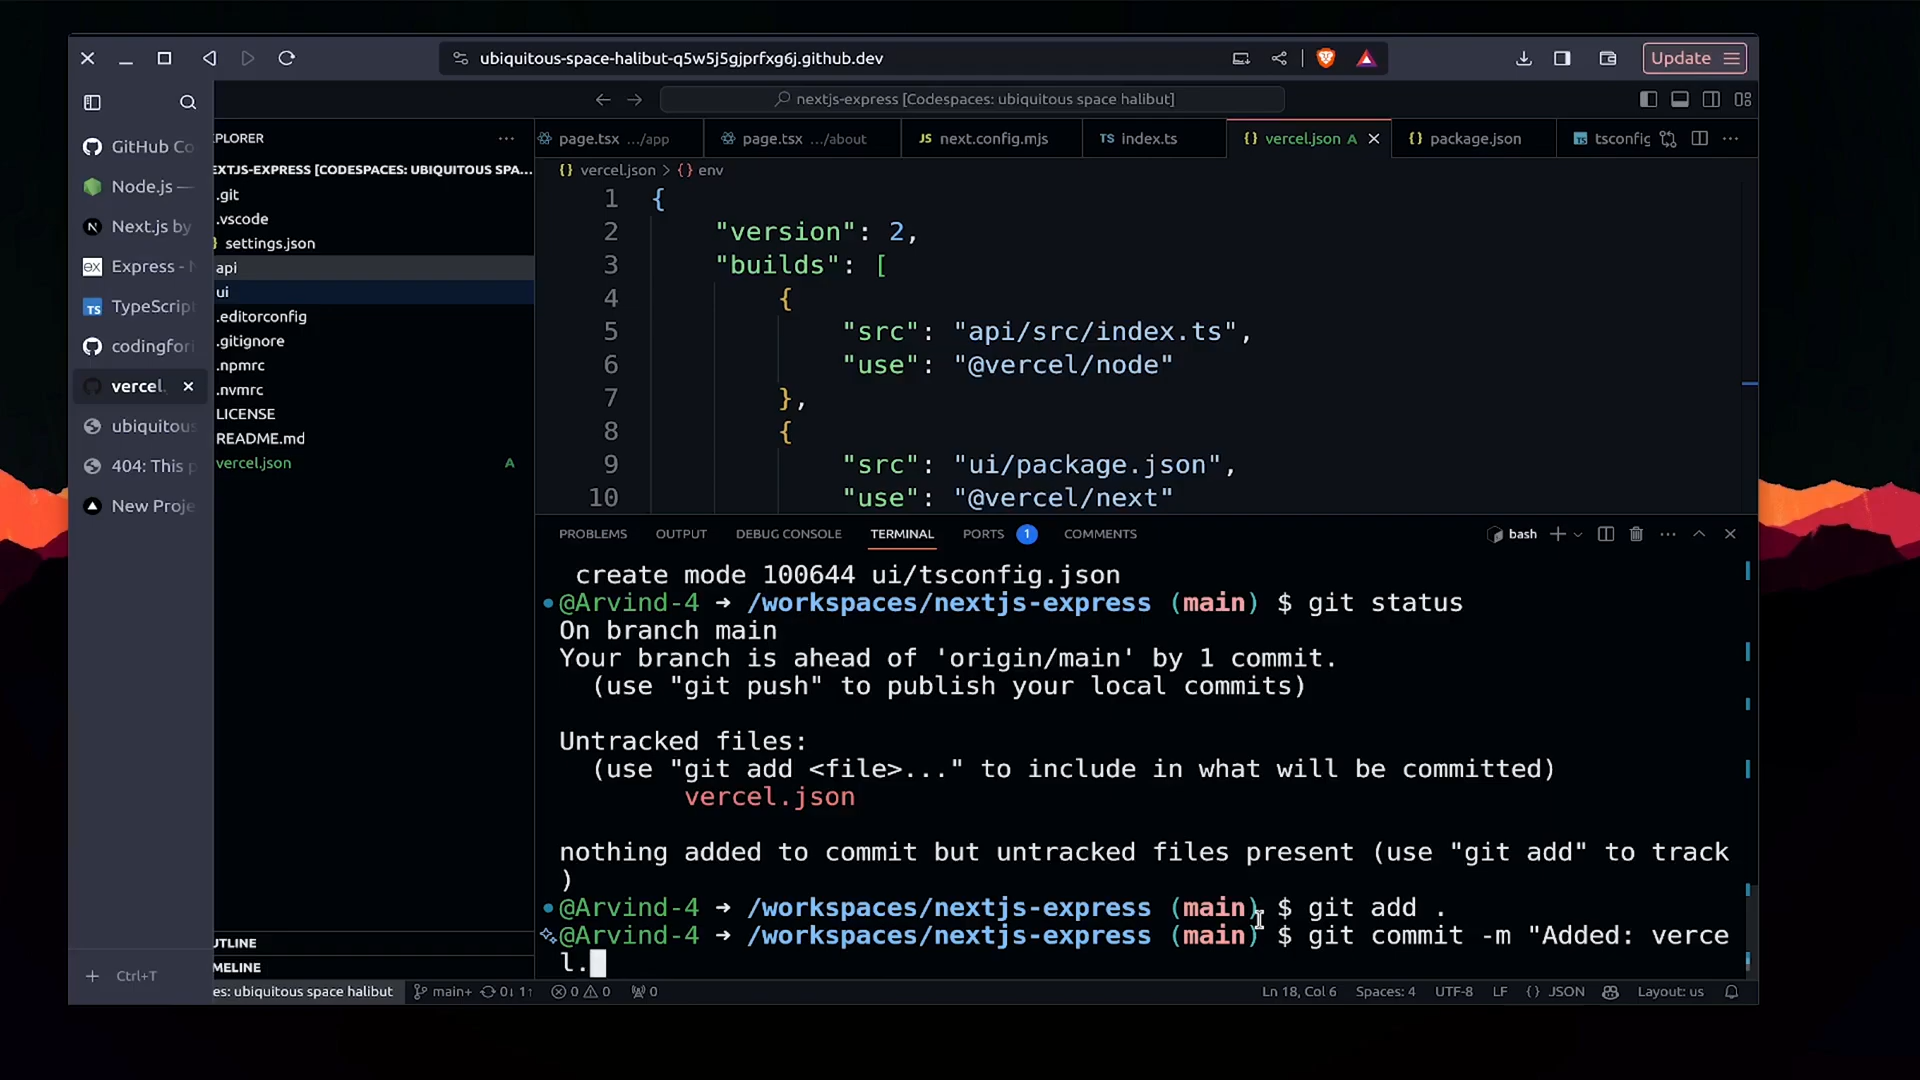 ubiquitous-space-halibut-q5w5j5gjprfxg6j.github.dev
Update
nextjs-express [Codespaces: ubiquitous space halibut]
GitHub Co
Node.js —
Next.js by
Express - N
TypeScrip
codingfori
vercel.
ubiquitous
404: This p
New Proje
Ctrl+T
XPLORER
EXTJS-EXPRESS [CODESPACES: UBIQUITOUS SPA...
.git
.vscode
settings.json
api
ui
.editorconfig
.gitignore
.npmrc
.nvmrc
LICENSE
README.md
vercel.json A
UTLINE
MELINE
page.tsx .../app
page.tsx .../about
JS next.config.mjs
TS index.ts
{} vercel.json A
{} package.json
tsconfig
{} vercel.json > {} env
1 {
2 "version": 2,
3 "builds": [
4 {
5 "src": "api/src/index.ts",
6 "use": "@vercel/node"
7 },
8 {
9 "src": "ui/package.json",
10 "use": "@vercel/next"
PROBLEMS OUTPUT DEBUG CONSOLE TERMINAL PORTS 1 COMMENTS
bash
create mode 100644 ui/tsconfig.json
@Arvind-4 ➜ /workspaces/nextjs-express (main) $ git status
On branch main
Your branch is ahead of 'origin/main' by 1 commit.
(use "git push" to publish your local commits)
Untracked files:
(use "git add <file>..." to include in what will be committed)
vercel.json
nothing added to commit but untracked files present (use "git add" to track
)
@Arvind-4 ➜ /workspaces/nextjs-express (main) $ git add .
@Arvind-4 ➜ /workspaces/nextjs-express (main) $ git commit -m "Added: verce
l.
es: ubiquitous space halibut main+ 0↓ 1↑ 0 0 0
Ln 18, Col 6 Spaces: 4 UTF-8 LF {} JSON Layout: us